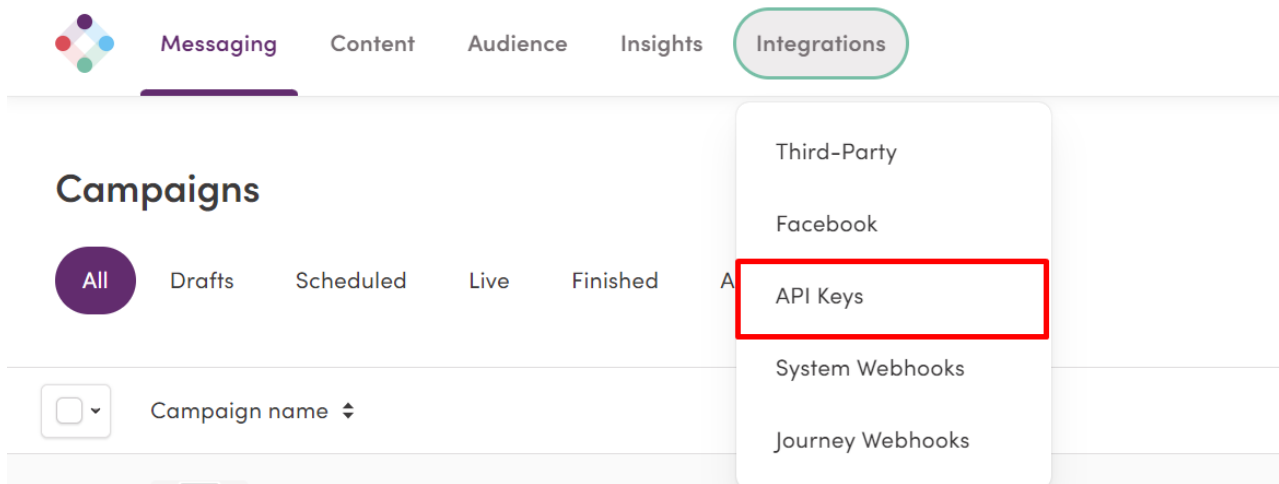 Messaging Content Audience Insights Integrations
Third-Party
Campaigns
Facebook
All Drafts Scheduled Live Finished
API Keys
System Webhooks
Campaign name
Journey Webhooks